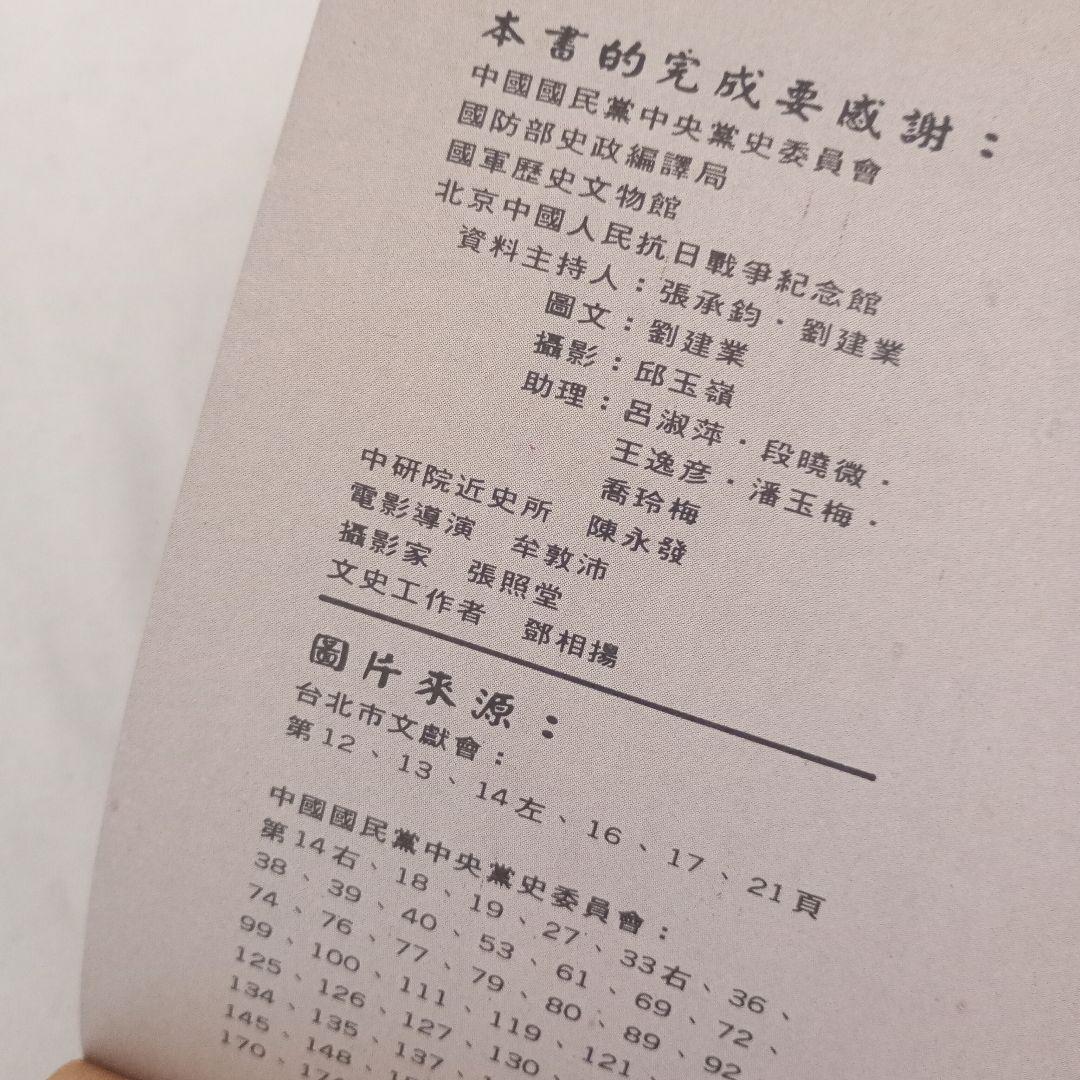 本書的完成要感謝：
中國國民黨中央黨史委員會
國防部史政編譯局
國軍歷史文物館
北京中國人民抗日戰爭紀念館
資料主持人：張承鈞・劉建業
圖文：劉建業
攝影：邱玉嶺
助理：呂淑萍・段曉微・
王逸彥・潘玉梅・
喬玲梅
中研院近史所　陳永發
電影導演　牟敦沛
攝影家　張照堂
文史工作者　鄧相揚
圖片來源：
台北市文獻會：
第12、13、14左、16、17、21頁
中國國民黨中央黨史委員會：
第14右、18、19、27、33右、36、
38、39、40、53、61、69、72、
74、76、77、79、80、89、92
99、100、111、119、121、
125、126、127、130
134、135、137
145、148
170、